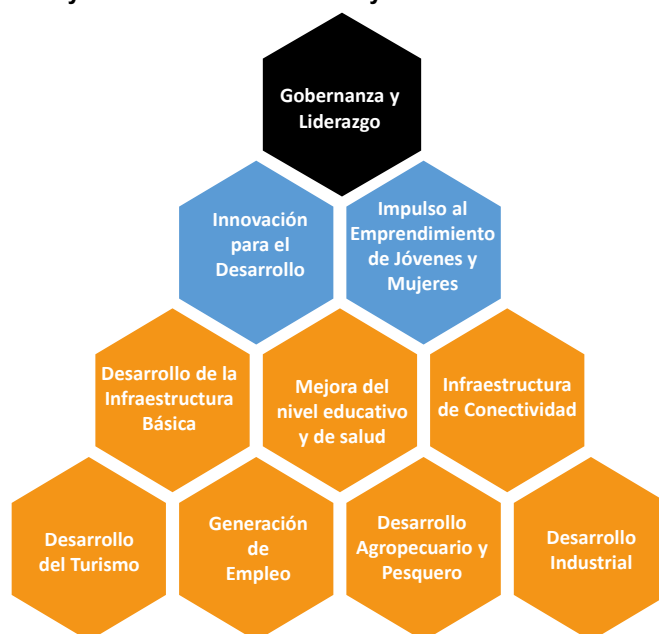 Gobernanza y
Liderazgo
Innovación
para el
Desarrollo
Impulso al
Emprendimiento
de Jóvenes y
Mujeres
Desarrollo de la
Infraestructura
Básica
Mejora del
nivel educativo
y de salud
Infraestructura
de Conectividad
Desarrollo
del Turismo
Generación
de
Empleo
Desarrollo
Agropecuario y
Pesquero
Desarrollo
Industrial